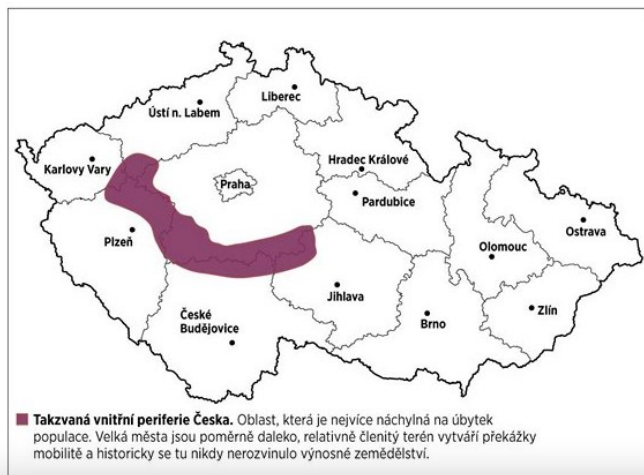 Liberec
Ústí n. Labem
Karlovy Vary
Hradec Králové
Praha
Pardubice
Plzeň
Olomouc
Ostrava
Jihlava
České
Budějovice
Brno
Zlín
Takzvaná vnitřní periferie Česka. Oblast, která je nejvíce náchylná na úbytek
populace. Velká města jsou poměrně daleko, relativně členitý terén vytváří překážky
mobilitě a historicky se tu nikdy nerozvinulo výnosné zemědělství.